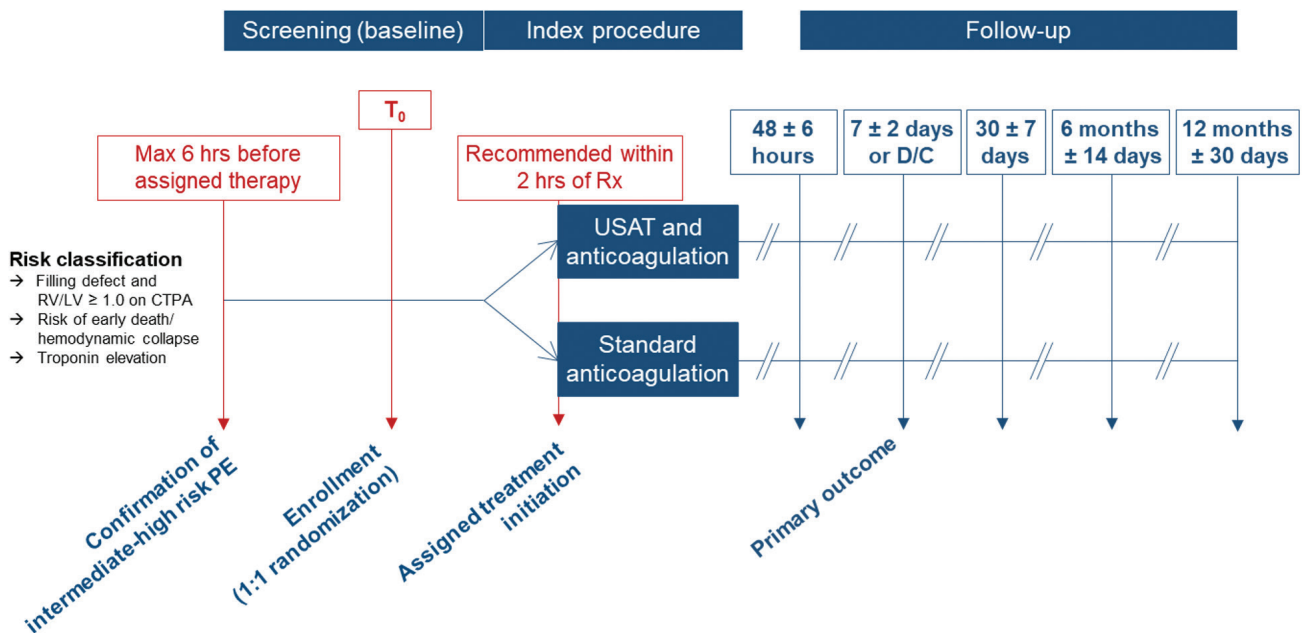 Screening (baseline)
Index procedure
Follow-up
T₀
Max 6 hrs before
assigned therapy
Recommended within
2 hrs of Rx
48 ± 6
hours
7 ± 2 days
or D/C
30 ± 7
days
6 months
± 14 days
12 months
± 30 days
Risk classification
→ Filling defect and
RV/LV ≥ 1.0 on CTPA
→ Risk of early death/
hemodynamic collapse
→ Troponin elevation
USAT and
anticoagulation
Standard
anticoagulation
Confirmation of
intermediate-high risk PE
Enrollment
(1:1 randomization)
Assigned treatment
initiation
Primary outcome